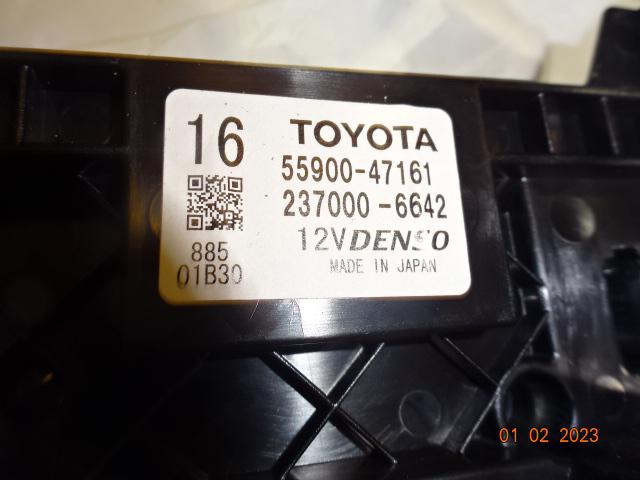 16
TOYOTA
55900-47161
237000-6642
12V DENSO
885
01B30
MADE IN JAPAN
01 02 2023